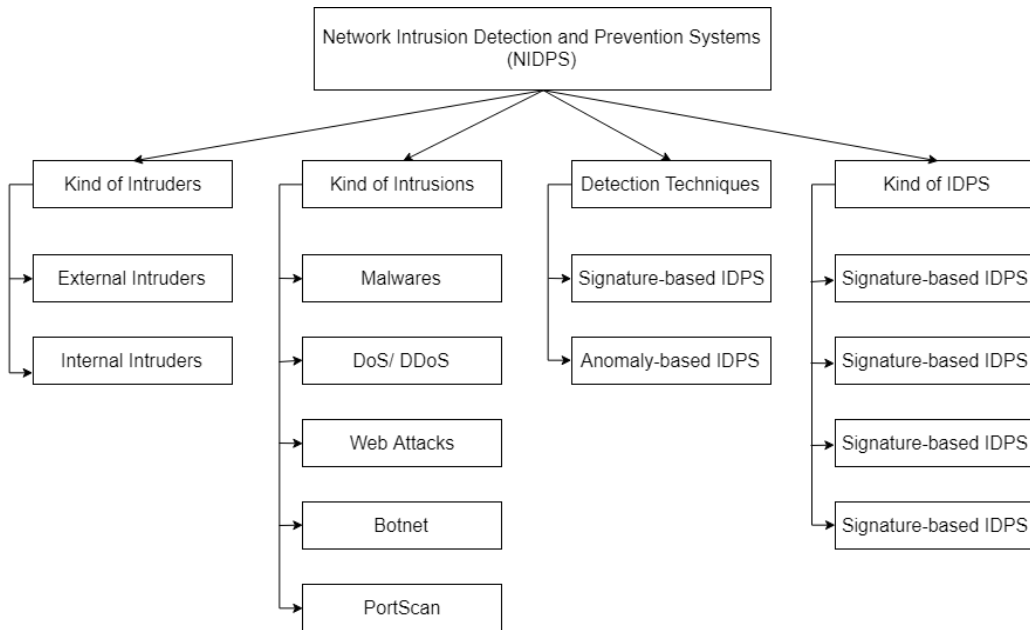 Network Intrusion Detection and Prevention Systems
(NIDPS)
Kind of Intruders
Kind of Intrusions
Detection Techniques
Kind of IDPS
External Intruders
Malwares
Signature-based IDPS
Signature-based IDPS
Internal Intruders
DoS/ DDoS
Anomaly-based IDPS
Signature-based IDPS
Web Attacks
Signature-based IDPS
Botnet
Signature-based IDPS
PortScan